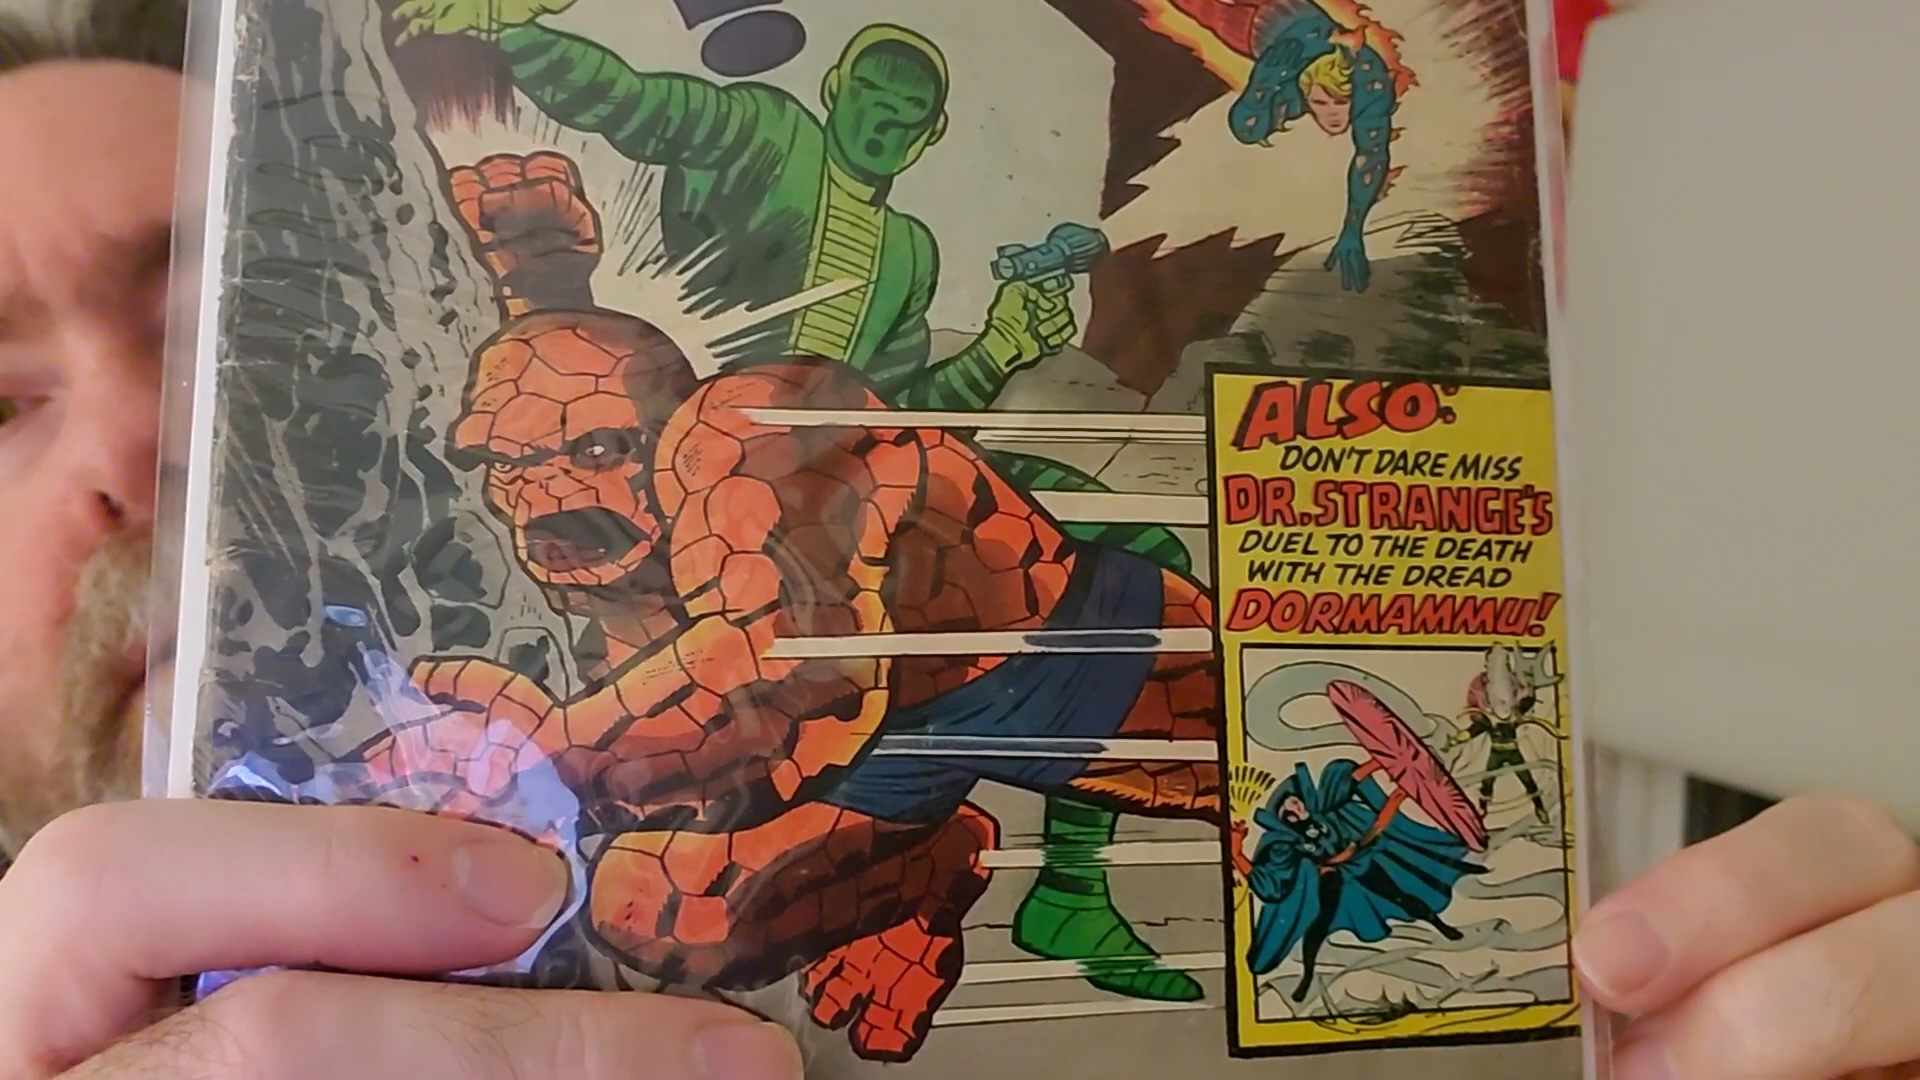 ALSO:
DON'T DARE MISS
DR. STRANGE'S
DUEL TO THE DEATH
WITH THE DREAD
DORMAMMU!